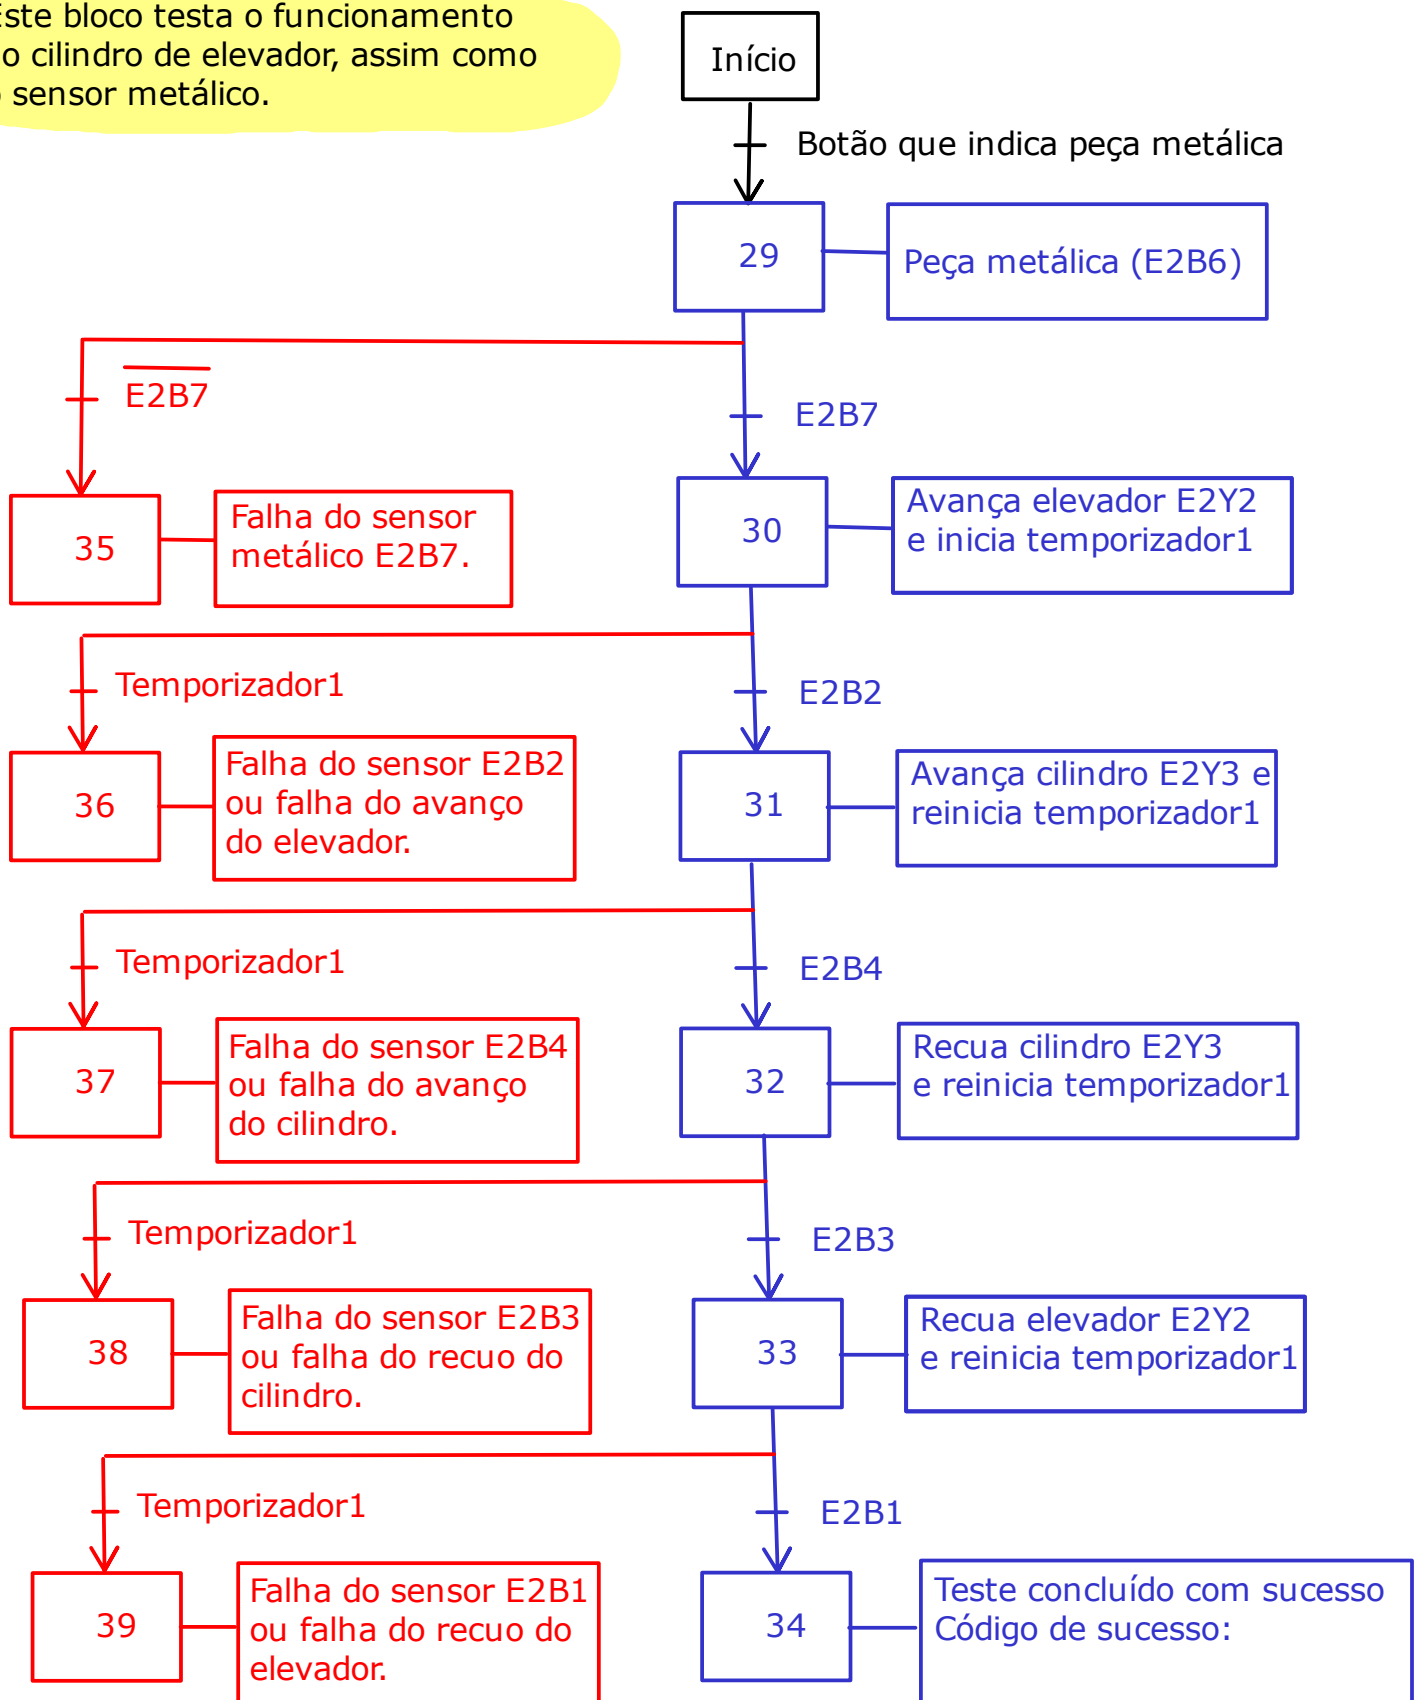 Este bloco testa o funcionamento
o cilindro de elevador, assim como
sensor metálico.
Início
Botão que indica peça metálica
29
Peça metálica (E2B6)
E2B7
E2B7
35
Falha do sensor
metálico E2B7.
30
Avança elevador E2Y2
e inicia temporizador1
Temporizador1
E2B2
36
Falha do sensor E2B2
ou falha do avanço
do elevador.
31
Avança cilindro E2Y3 e
reinicia temporizador1
Temporizador1
E2B4
37
Falha do sensor E2B4
ou falha do avanço
do cilindro.
32
Recua cilindro E2Y3
e reinicia temporizador1
Temporizador1
E2B3
38
Falha do sensor E2B3
ou falha do recuo do
cilindro.
33
Recua elevador E2Y2
e reinicia temporizador1
Temporizador1
E2B1
39
Falha do sensor E2B1
ou falha do recuo do
elevador.
34
Teste concluído com sucesso
Código de sucesso: